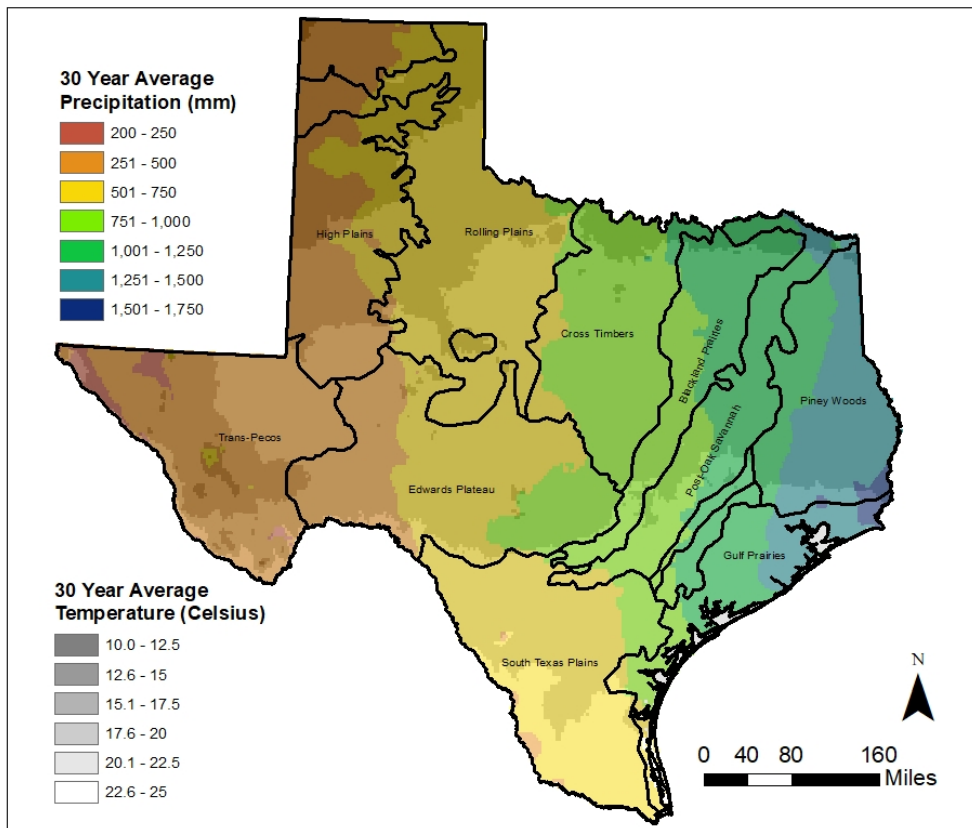 30 Year Average
Precipitation (mm)
200 - 250
251 - 500
501 - 750
751 - 1,000
1,001 - 1,250
1,251 - 1,500
1,501 - 1,750
High Plains
Rolling Plains
Cross Timbers
Blackland Prairies
Piney Woods
Trans-Pecos
Post-Oak Savannah
Edwards Plateau
Gulf Prairies
South Texas Plains
30 Year Average
Temperature (Celsius)
10.0 - 12.5
12.6 - 15
15.1 - 17.5
17.6 - 20
20.1 - 22.5
22.6 - 25
N
0 40 80 160
Miles